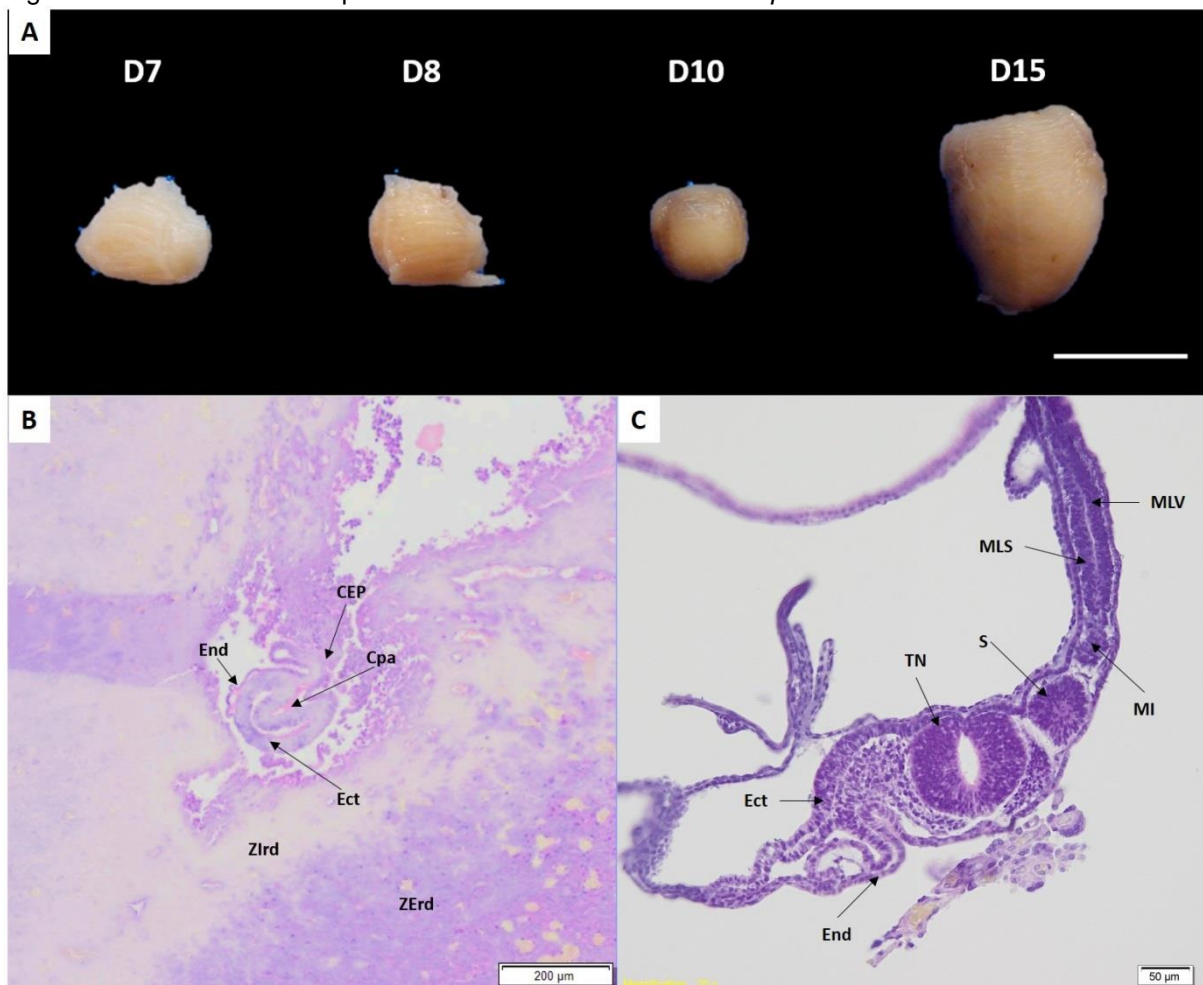 A
D7 D8 D10 D15
B
CEP
End
Cpa
Ect
ZIrd
ZErd
200 µm
C
MLV
MLS
S
TN
MI
Ect
End
50 µm